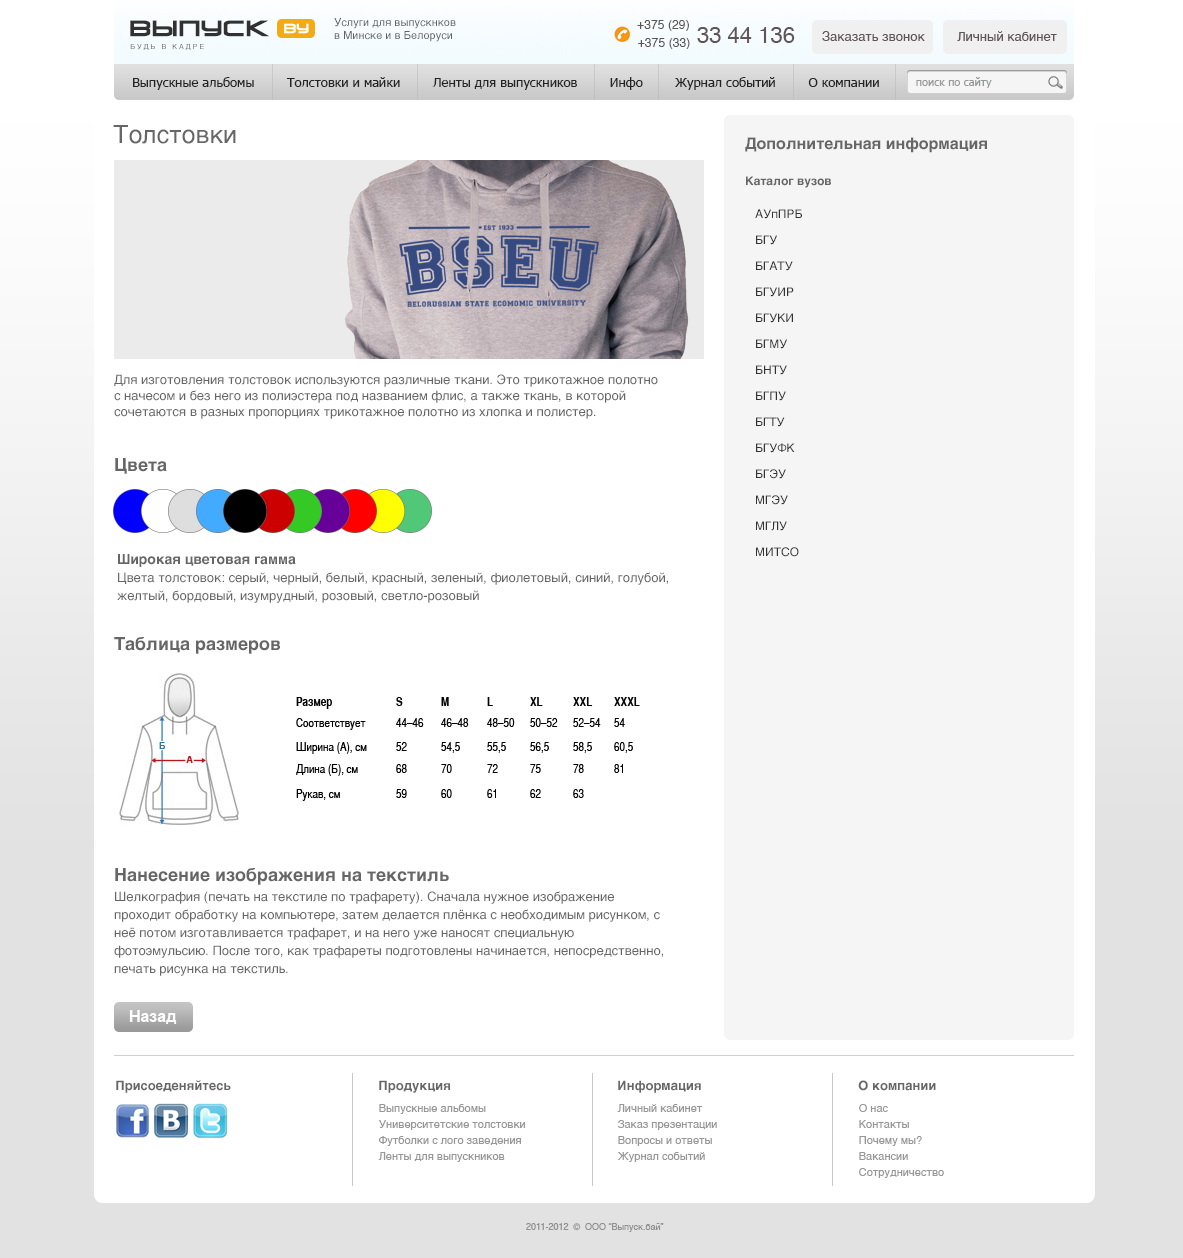 ВЫПУСК BY
БУДЬ В КАДРЕ
Услуги для выпускнков
в Минске и в Белоруси
+375 (29)
+375 (33)
33 44 136
Заказать звонок
Личный кабинет
Выпускные альбомы
Толстовки и майки
Ленты для выпускников
Инфо
Журнал событий
О компании
поиск по сайту
Толстовки
EST 1933
BSEU
BELORUSSIAN STATE ECOMOMIC UNIVERSITY
Для изготовления толстовок используются различные ткани. Это трикотажное полотно
с начесом и без него из полиэстера под названием флис, а также ткань, в которой
сочетаются в разных пропорциях трикотажное полотно из хлопка и полистер.
Цвета
Широкая цветовая гамма
Цвета толстовок: серый, черный, белый, красный, зеленый, фиолетовый, синий, голубой,
желтый, бордовый, изумрудный, розовый, светло-розовый
Таблица размеров
Б
А
Размер S M L XL XXL XXXL
Соответствует 44–46 46–48 48–50 50–52 52–54 54
Ширина (А), см 52 54,5 55,5 56,5 58,5 60,5
Длина (Б), см 68 70 72 75 78 81
Рукав, см 59 60 61 62 63
Нанесение изображения на текстиль
Шелкография (печать на текстиле по трафарету). Сначала нужное изображение
проходит обработку на компьютере, затем делается плёнка с необходимым рисунком, с
неё потом изготавливается трафарет, и на него уже наносят специальную
фотоэмульсию. После того, как трафареты подготовлены начинается, непосредственно,
печать рисунка на текстиль.
Назад
Дополнительная информация
Каталог вузов
АУпПРБ
БГУ
БГАТУ
БГУИР
БГУКИ
БГМУ
БНТУ
БГПУ
БГТУ
БГУФК
БГЭУ
МГЭУ
МГЛУ
МИТСО
Присоеденяйтесь
f В t
Продукция
Выпускные альбомы
Университетские толстовки
Футболки с лого заведения
Ленты для выпускников
Информация
Личный кабинет
Заказ презентации
Вопросы и ответы
Журнал событий
О компании
О нас
Контакты
Почему мы?
Вакансии
Сотрудничество
2011-2012 © ООО "Выпуск.бай"